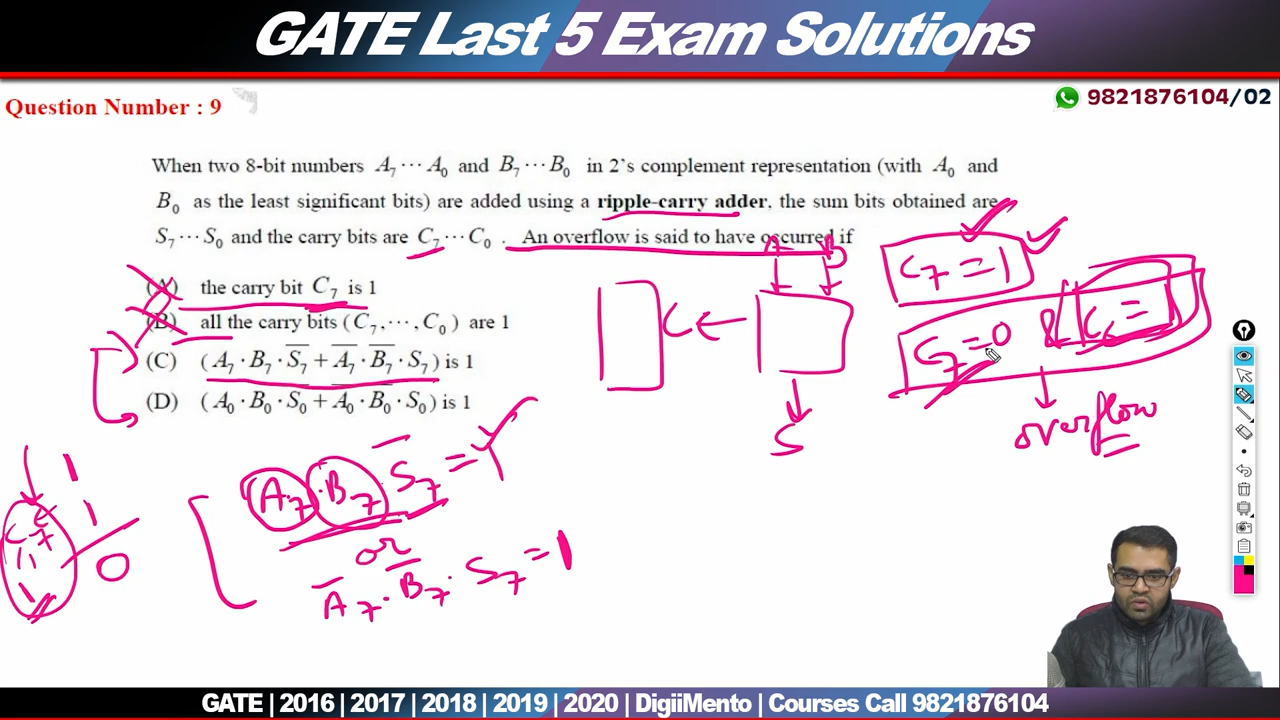 GATE Last 5 Exam Solutions
Question Number : 9
9821876104/02
When two 8-bit numbers A₇ ⋯ A₀ and B₇ ⋯ B₀ in 2's complement representation (with A₀ and
B₀ as the least significant bits) are added using a ripple-carry adder, the sum bits obtained are
S₇ ⋯ S₀ and the carry bits are C₇ ⋯ C₀ . An overflow is said to have occurred if
(A) the carry bit C₇ is 1
(B) all the carry bits (C₇,⋯, C₀) are 1
(C) (A₇ · B₇ · S̅₇ + A̅₇ · B̅₇ · S₇) is 1
(D) (A₀ · B₀ · S̅₀ + A̅₀ · B̅₀ · S₀) is 1
A B
C
S
C₇ = 1
C₇ = 0 &
overflow
A₇ · B₇ · S̅₇ = 1
or
A̅₇ · B̅₇ · S₇ = 1
1
C₇ 1
1 0
GATE | 2016 | 2017 | 2018 | 2019 | 2020 | DigiiMento | Courses Call 9821876104